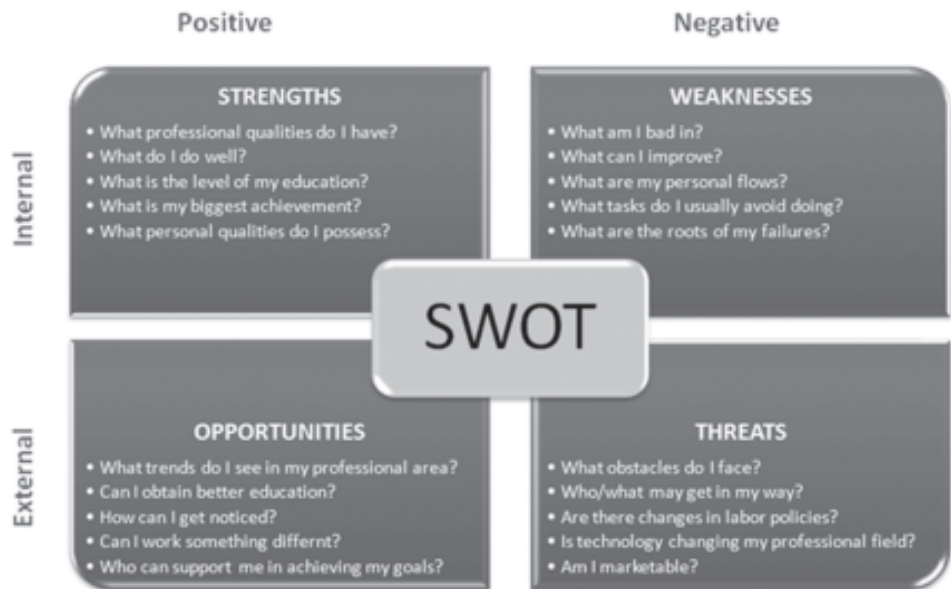 Positive
Negative
Internal
STRENGTHS
• What professional qualities do I have?
• What do I do well?
• What is the level of my education?
• What is my biggest achievement?
• What personal qualities do I possess?
WEAKNESSES
• What am I bad in?
• What can I improve?
• What are my personal flows?
• What tasks do I usually avoid doing?
• What are the roots of my failures?
SWOT
External
OPPORTUNITIES
• What trends do I see in my professional area?
• Can I obtain better education?
• How can I get noticed?
• Can I work something differnt?
• Who can support me in achieving my goals?
THREATS
• What obstacles do I face?
• Who/what may get in my way?
• Are there changes in labor policies?
• Is technology changing my professional field?
• Am I marketable?